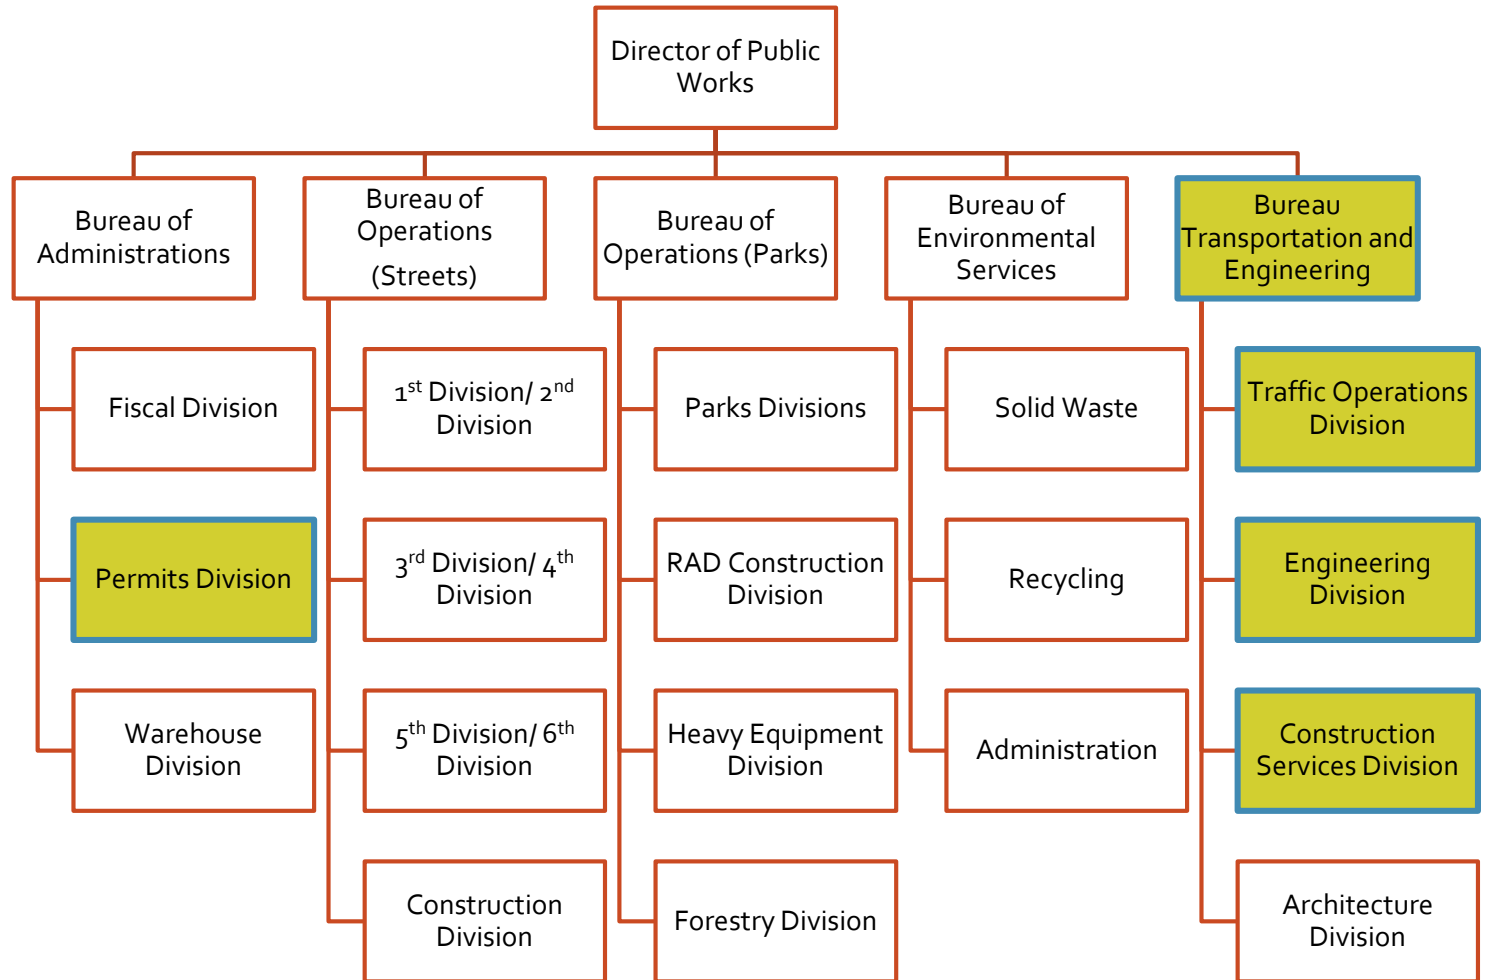 Director of Public
Works
Bureau of
Administrations
Bureau of
Operations
(Streets)
Bureau of
Operations (Parks)
Bureau of
Environmental
Services
Bureau
Transportation and
Engineering
Fiscal Division
1st Division/ 2nd
Division
Parks Divisions
Solid Waste
Traffic Operations
Division
Permits Division
3rd Division/ 4th
Division
RAD Construction
Division
Recycling
Engineering
Division
Warehouse
Division
5th Division/ 6th
Division
Heavy Equipment
Division
Administration
Construction
Services Division
Construction
Division
Forestry Division
Architecture
Division